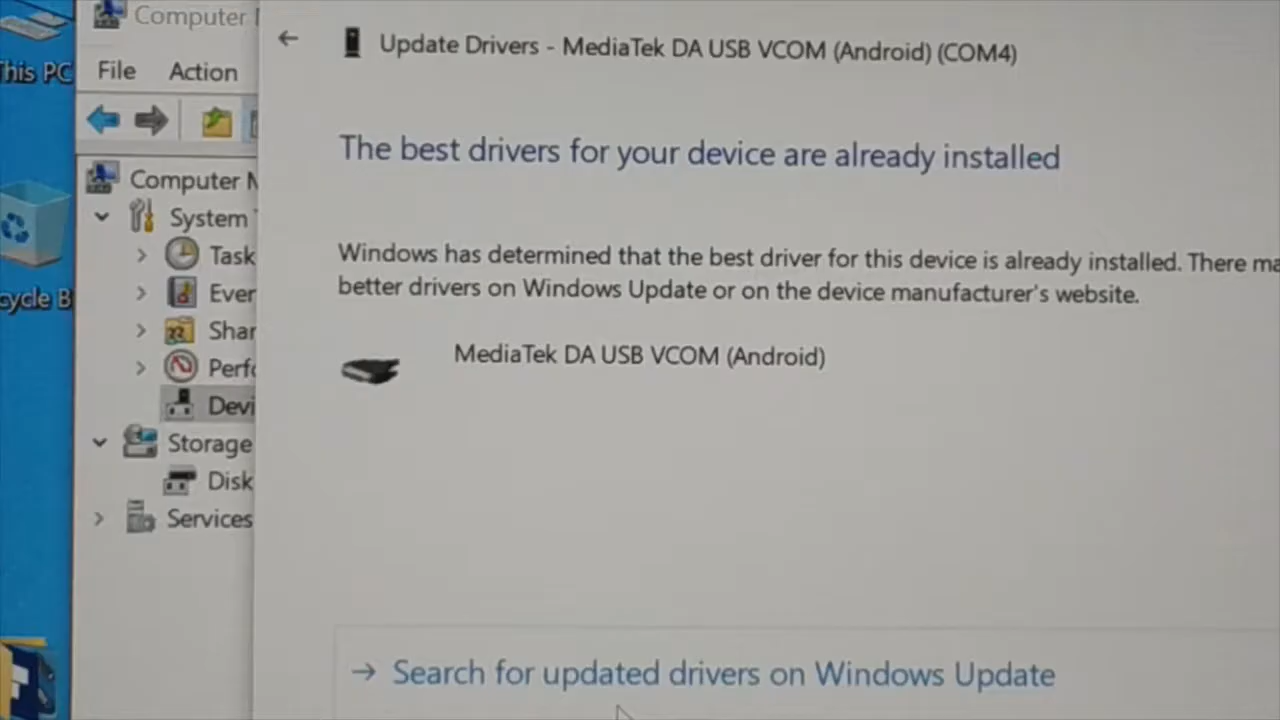 Computer
Update Drivers - MediaTek DA USB VCOM (Android) (COM4)
This PC
File Action
The best drivers for your device are already installed
Computer M
System
Windows has determined that the best driver for this device is already installed. There ma
better drivers on Windows Update or on the device manufacturer's website.
Task
Even
cycle B
Shar
MediaTek DA USB VCOM (Android)
Perfo
Devi
Storage
Disk
Services
→ Search for updated drivers on Windows Update